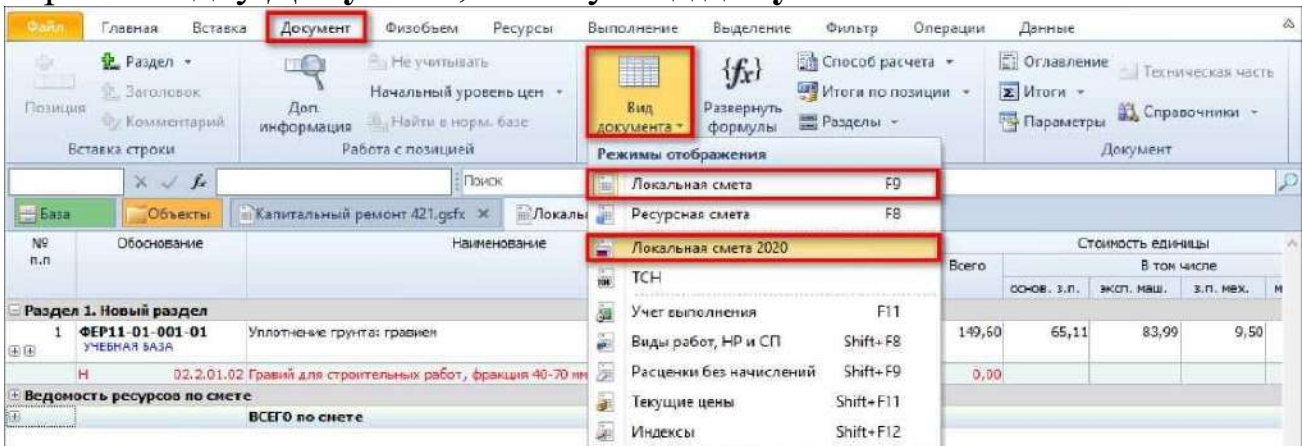 Файл Главная Вставка Документ Физобъем Ресурсы Выполнение Выделение Фильтр Операции Данные
Позиция
Раздел
Заголовок
Комментарий
Вставка строки
Доп. информация
Не учитывать
Начальный уровень цен
Найти в норм. базе
Работа с позицией
Вид документа
{fx} Развернуть формулы
Способ расчета
Итоги по позиции
Разделы
Оглавление
Техническая часть
Итоги
Параметры
Справочники
Документ
Режимы отображения
Локальная смета F9
Ресурсная смета F8
Локальная смета 2020
ТСН
Учет выполнения F11
Виды работ, НР и СП Shift+F8
Расценки без начислений Shift+F9
Текущие цены Shift+F11
Индексы Shift+F12
fx Поиск
База Объекты Капитальный ремонт 421.gsfx Локалы
№ п.п Обоснование Наименование Стоимость единицы
Всего В том числе
основ. з.п. эксп. маш. з.п. мех. м
Раздел 1. Новый раздел
1 ФЕР11-01-001-01 Уплотнение грунта: гравием 149,60 65,11 83,99 9,50
УЧЕБНАЯ БАЗА
Н 02.2.01.02 Гравий для строительных работ, фракция 40-70 мм 0,00
Ведомость ресурсов по смете
ВСЕГО по смете